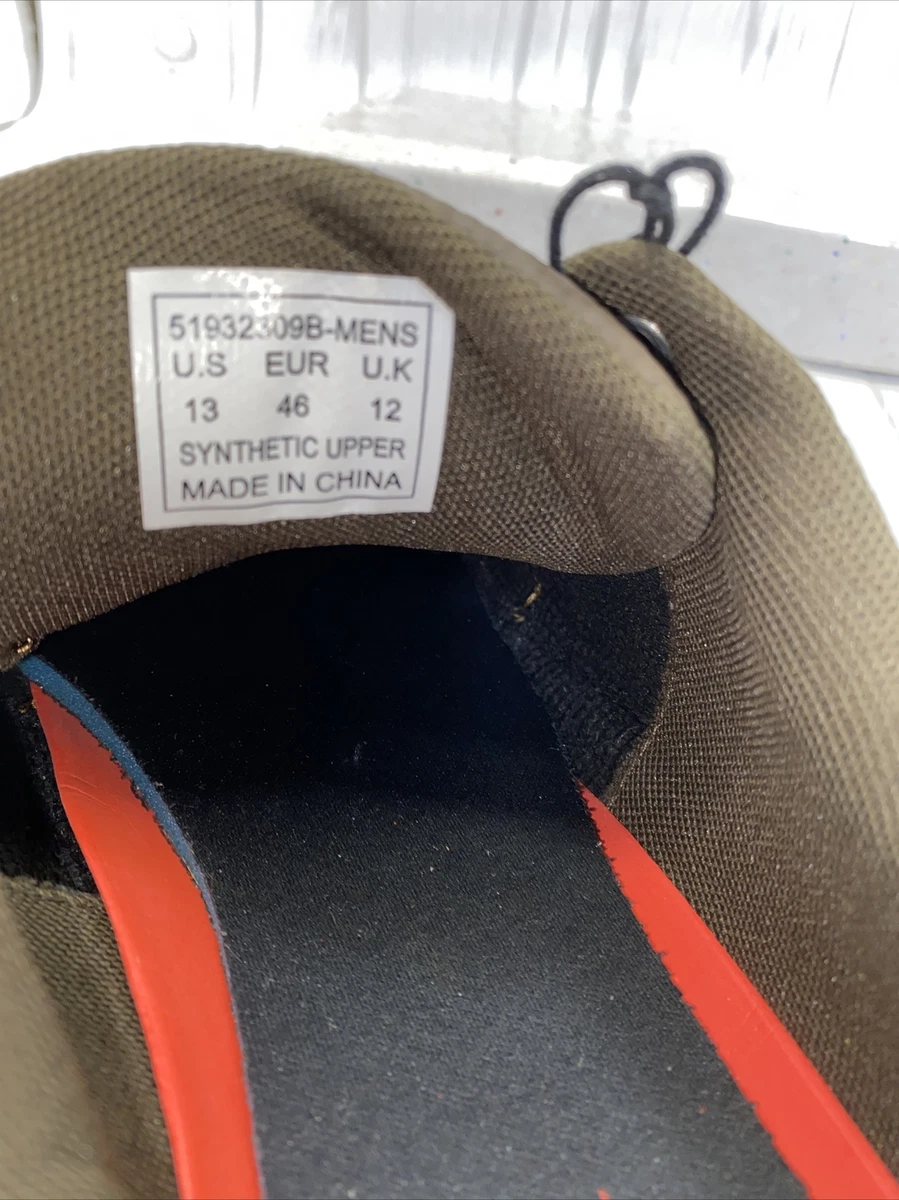 51932309B-MENS
U.S EUR U.K
13 46 12
SYNTHETIC UPPER
MADE IN CHINA